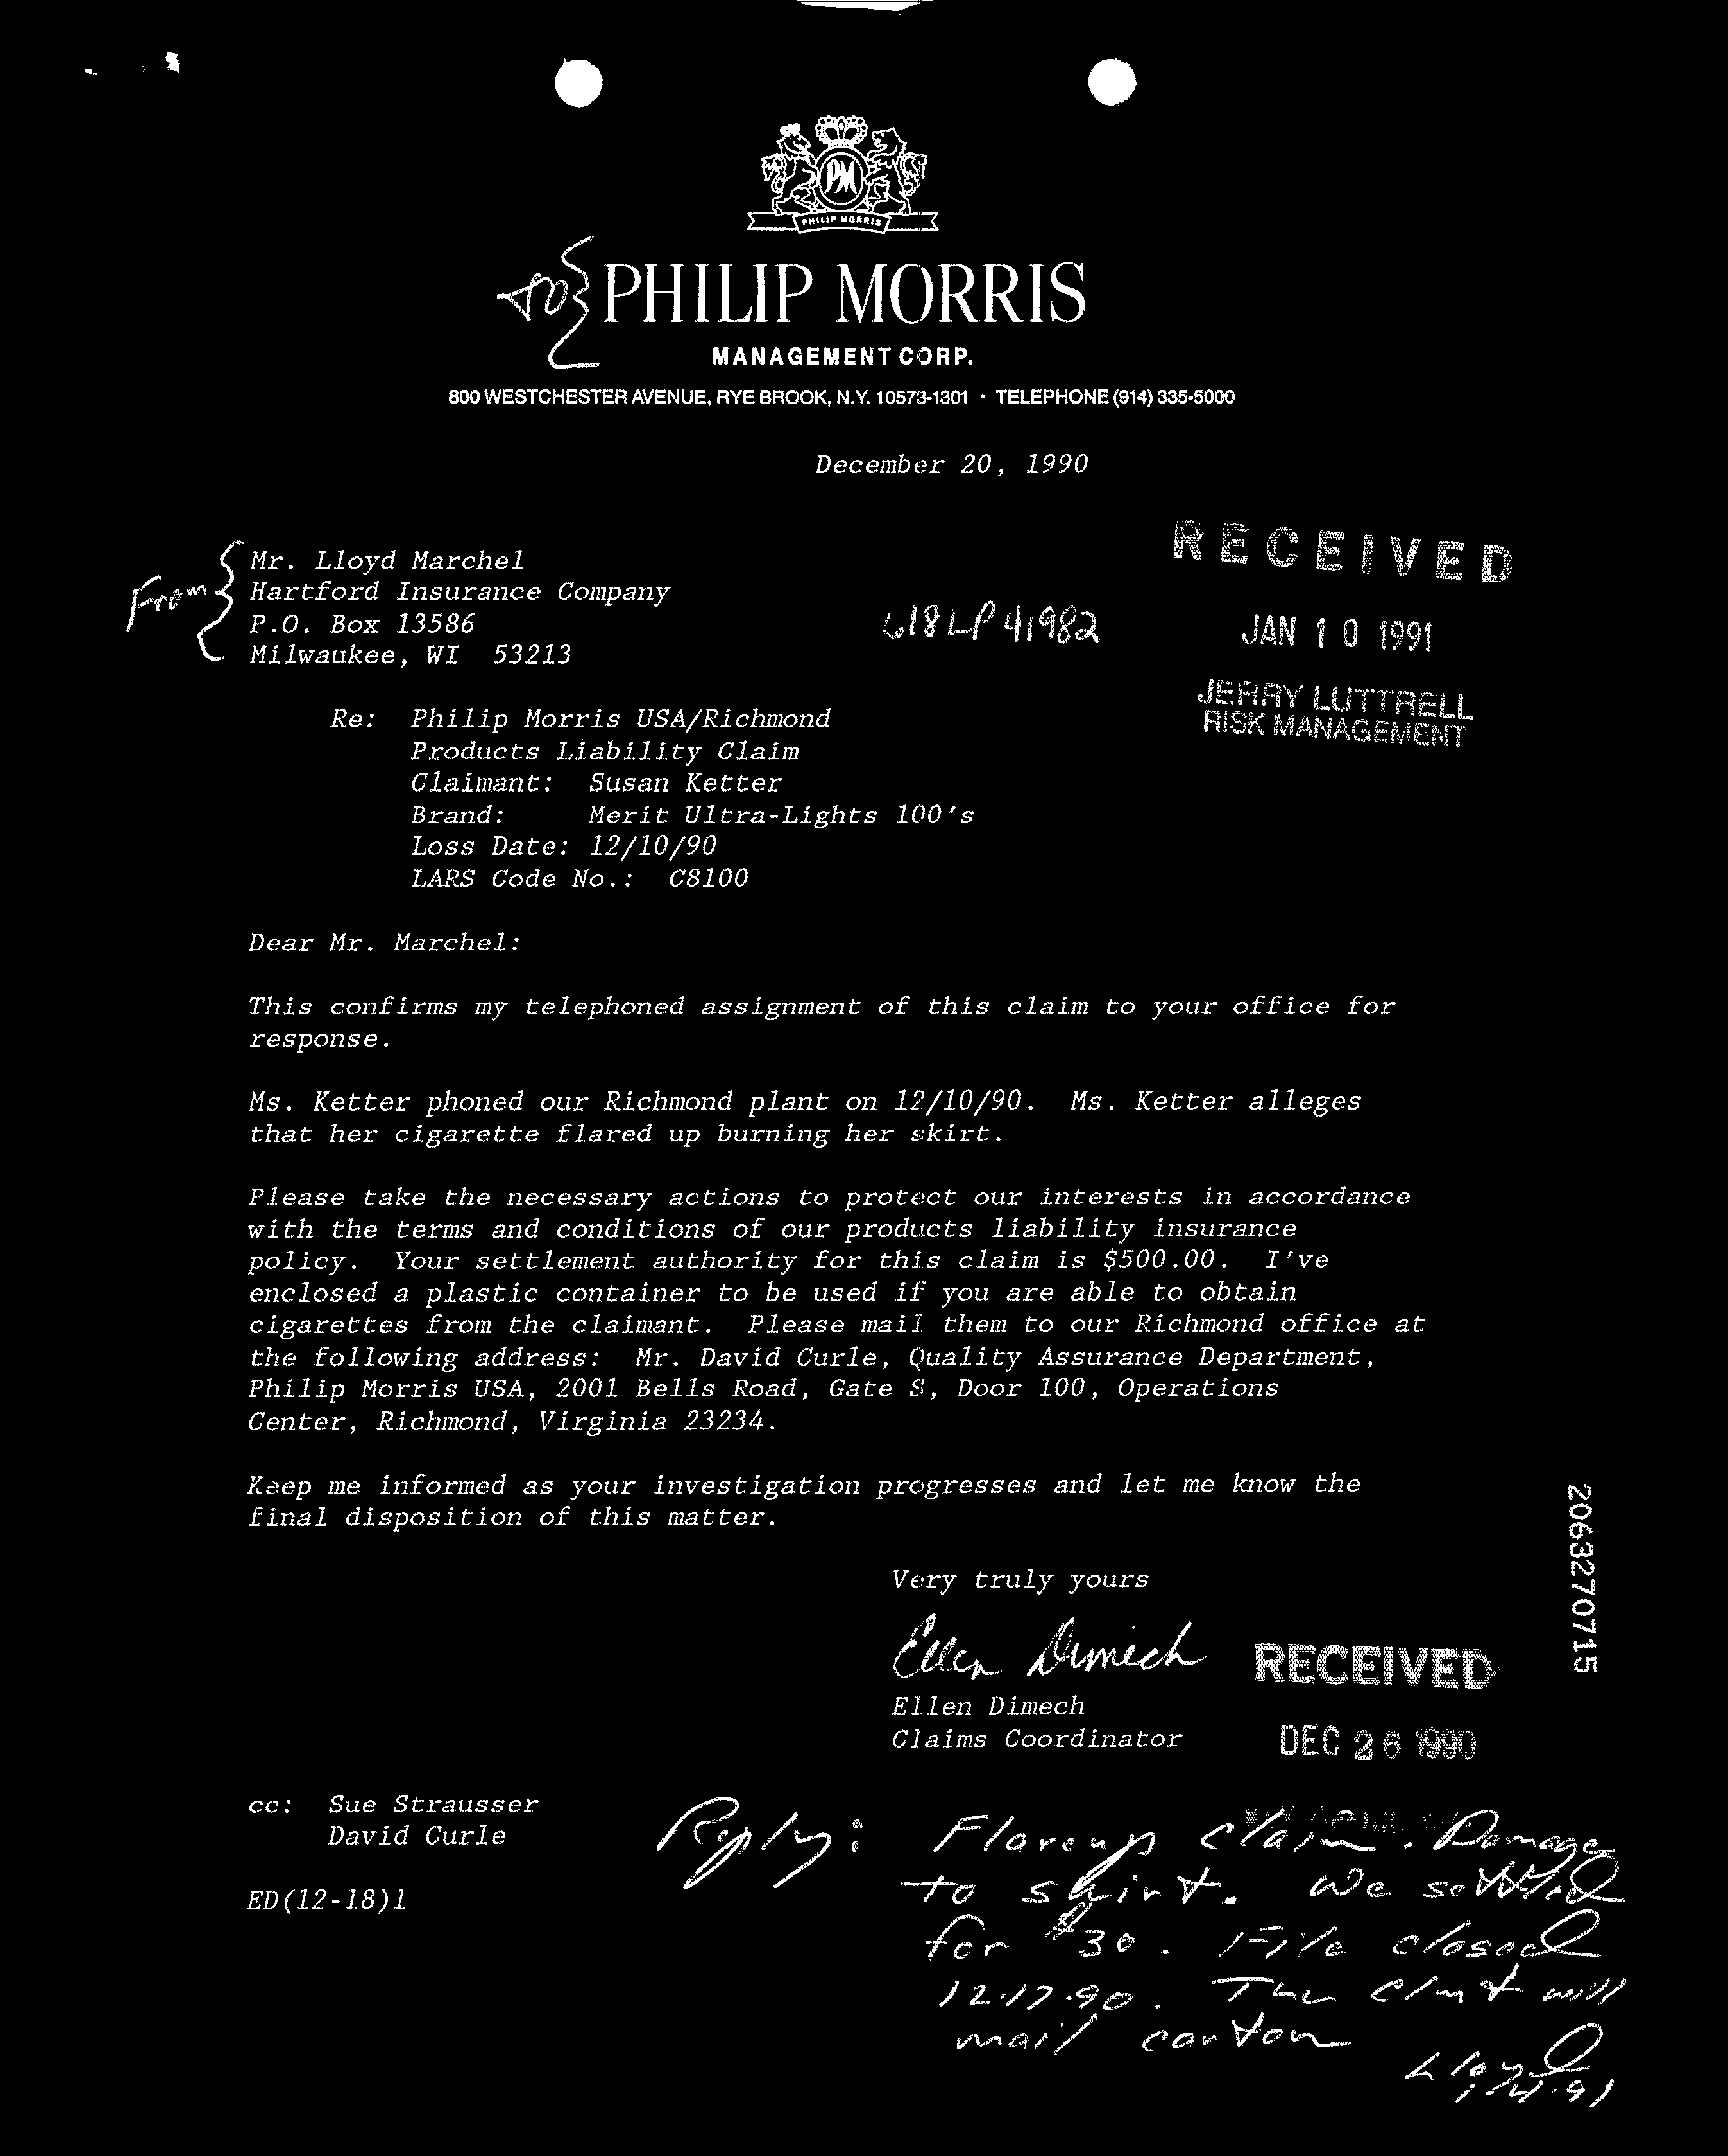 PM
PHILIP MORRIS
to
PHILIP MORRIS
MANAGEMENT CORP.
800 WESTCHESTER AVENUE, RYE BROOK, N.Y. 10573-1301 · TELEPHONE (914) 335-5000
December 20, 1990
RECEIVED
JAN 10 1991
JERRY LUTTRELL
RISK MANAGEMENT
From
Mr. Lloyd Marchel
Hartford Insurance Company
P.O. Box 13586
Milwaukee, WI 53213
618 LP 41982
Re: Philip Morris USA/Richmond
Products Liability Claim
Claimant: Susan Ketter
Brand: Merit Ultra-Lights 100's
Loss Date: 12/10/90
LARS Code No.: C8100
Dear Mr. Marchel:
This confirms my telephoned assignment of this claim to your office for
response.
Ms. Ketter phoned our Richmond plant on 12/10/90. Ms. Ketter alleges
that her cigarette flared up burning her skirt.
Please take the necessary actions to protect our interests in accordance
with the terms and conditions of our products liability insurance
policy. Your settlement authority for this claim is $500.00. I've
enclosed a plastic container to be used if you are able to obtain
cigarettes from the claimant. Please mail them to our Richmond office at
the following address: Mr. David Curle, Quality Assurance Department,
Philip Morris USA, 2001 Bells Road, Gate S, Door 100, Operations
Center, Richmond, Virginia 23234.
Keep me informed as your investigation progresses and let me know the
final disposition of this matter.
2063270715
Very truly yours
Ellen Dimech
Ellen Dimech
Claims Coordinator
RECEIVED
DEC 26 1990
cc: Sue Strausser
David Curle
ED(12-18)1
Reply: Flareup claim. Damage
to skirt. We settled
for $30. File closed
12-17-90. The clmt will
mail carton
Lloyd